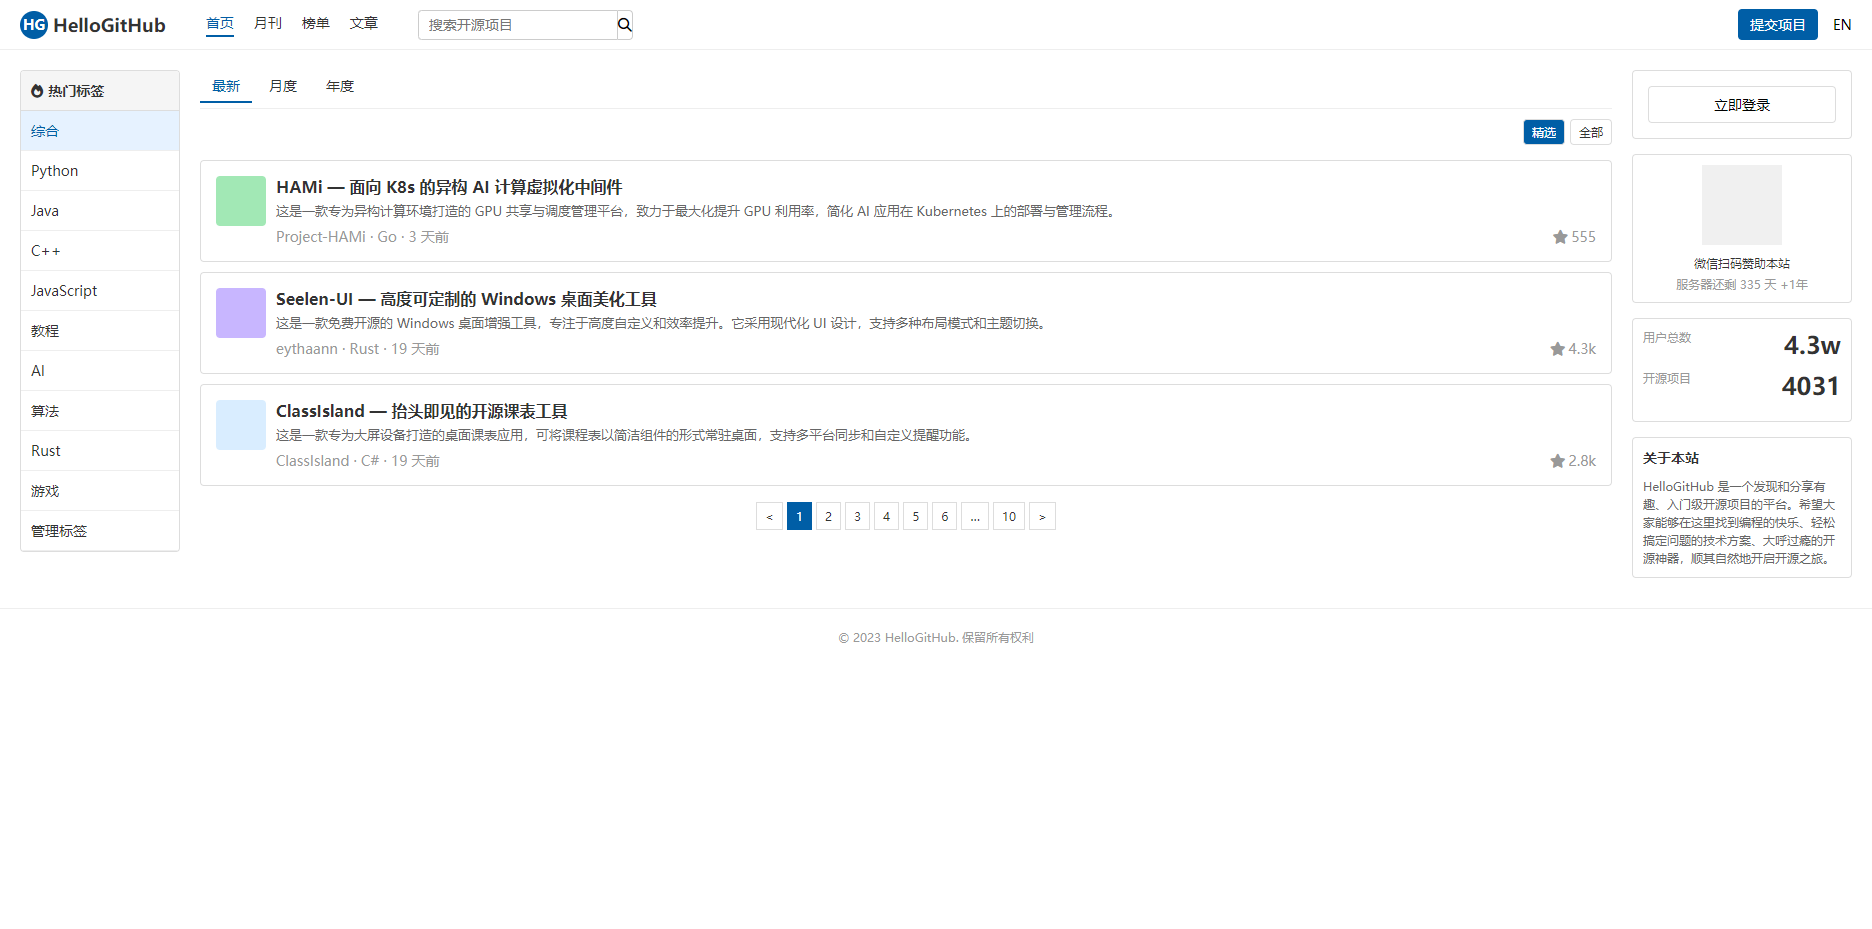 HG HelloGitHub 首页 月刊 榜单 文章 搜索开源项目 提交项目 EN
热门标签
综合
Python
Java
C++
JavaScript
教程
AI
算法
Rust
游戏
管理标签
最新 月度 年度
精选 全部
HAMi — 面向 K8s 的异构 AI 计算虚拟化中间件
这是一款专为异构计算环境打造的 GPU 共享与调度管理平台，致力于最大化提升 GPU 利用率，简化 AI 应用在 Kubernetes 上的部署与管理流程。
Project-HAMi · Go · 3 天前 555
Seelen-UI — 高度可定制的 Windows 桌面美化工具
这是一款免费开源的 Windows 桌面增强工具，专注于高度自定义和效率提升。它采用现代化 UI 设计，支持多种布局模式和主题切换。
eythaann · Rust · 19 天前 4.3k
ClassIsland — 抬头即见的开源课表工具
这是一款专为大屏设备打造的桌面课表应用，可将课程表以简洁组件的形式常驻桌面，支持多平台同步和自定义提醒功能。
ClassIsland · C# · 19 天前 2.8k
< 1 2 3 4 5 6 ... 10 >
立即登录
微信扫码赞助本站
服务器还剩 335 天 +1年
用户总数 4.3w
开源项目 4031
关于本站
HelloGitHub 是一个发现和分享有
趣、入门级开源项目的平台。希望大
家能够在这里找到编程的快乐、轻松
搞定问题的技术方案、大呼过瘾的开
源神器，顺其自然地开启开源之旅。
© 2023 HelloGitHub. 保留所有权利